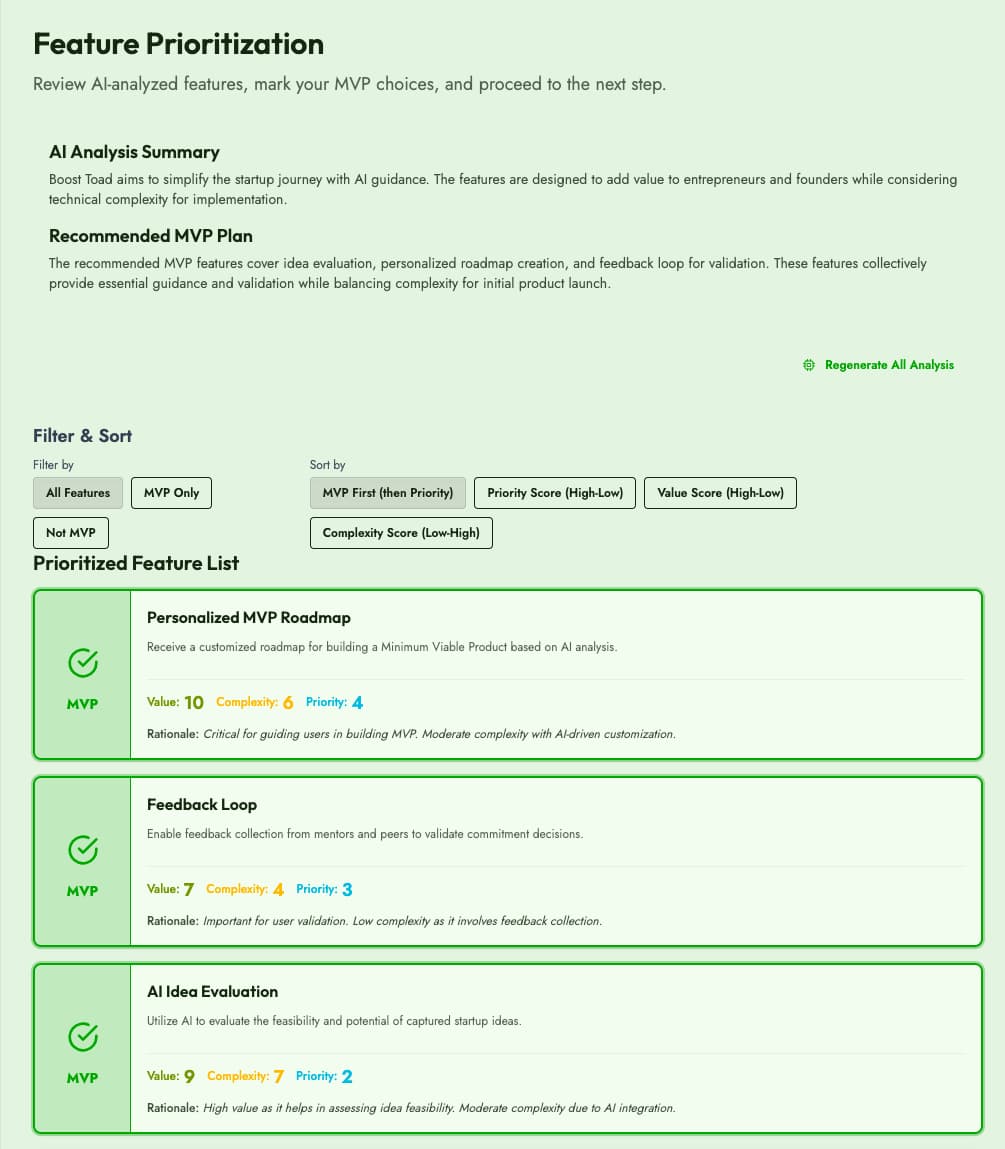 Feature Prioritization
Review AI-analyzed features, mark your MVP choices, and proceed to the next step.
AI Analysis Summary
Boost Toad aims to simplify the startup journey with AI guidance. The features are designed to add value to entrepreneurs and founders while considering
technical complexity for implementation.
Recommended MVP Plan
The recommended MVP features cover idea evaluation, personalized roadmap creation, and feedback loop for validation. These features collectively
provide essential guidance and validation while balancing complexity for initial product launch.
Regenerate All Analysis
Filter & Sort
Filter by
All Features MVP Only
Not MVP
Sort by
MVP First (then Priority) Priority Score (High-Low) Value Score (High-Low)
Complexity Score (Low-High)
Prioritized Feature List
MVP
Personalized MVP Roadmap
Receive a customized roadmap for building a Minimum Viable Product based on AI analysis.
Value: 10 Complexity: 6 Priority: 4
Rationale: Critical for guiding users in building MVP. Moderate complexity with AI-driven customization.
MVP
Feedback Loop
Enable feedback collection from mentors and peers to validate commitment decisions.
Value: 7 Complexity: 4 Priority: 3
Rationale: Important for user validation. Low complexity as it involves feedback collection.
MVP
AI Idea Evaluation
Utilize AI to evaluate the feasibility and potential of captured startup ideas.
Value: 9 Complexity: 7 Priority: 2
Rationale: High value as it helps in assessing idea feasibility. Moderate complexity due to AI integration.